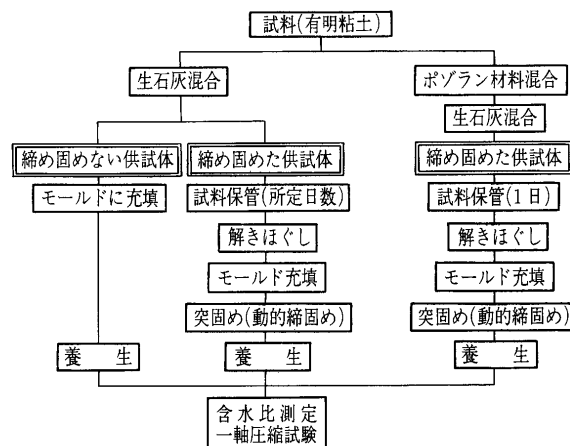 試料(有明粘土)
生石灰混合
ポゾラン材料混合
生石灰混合
締め固めない供試体
締め固めた供試体
締め固めた供試体
モールドに充填
試料保管(所定日数)
試料保管(1日)
解きほぐし
解きほぐし
モールド充填
モールド充填
突固め(動的締固め)
突固め(動的締固め)
養 生
養 生
養 生
含水比測定
一軸圧縮試験